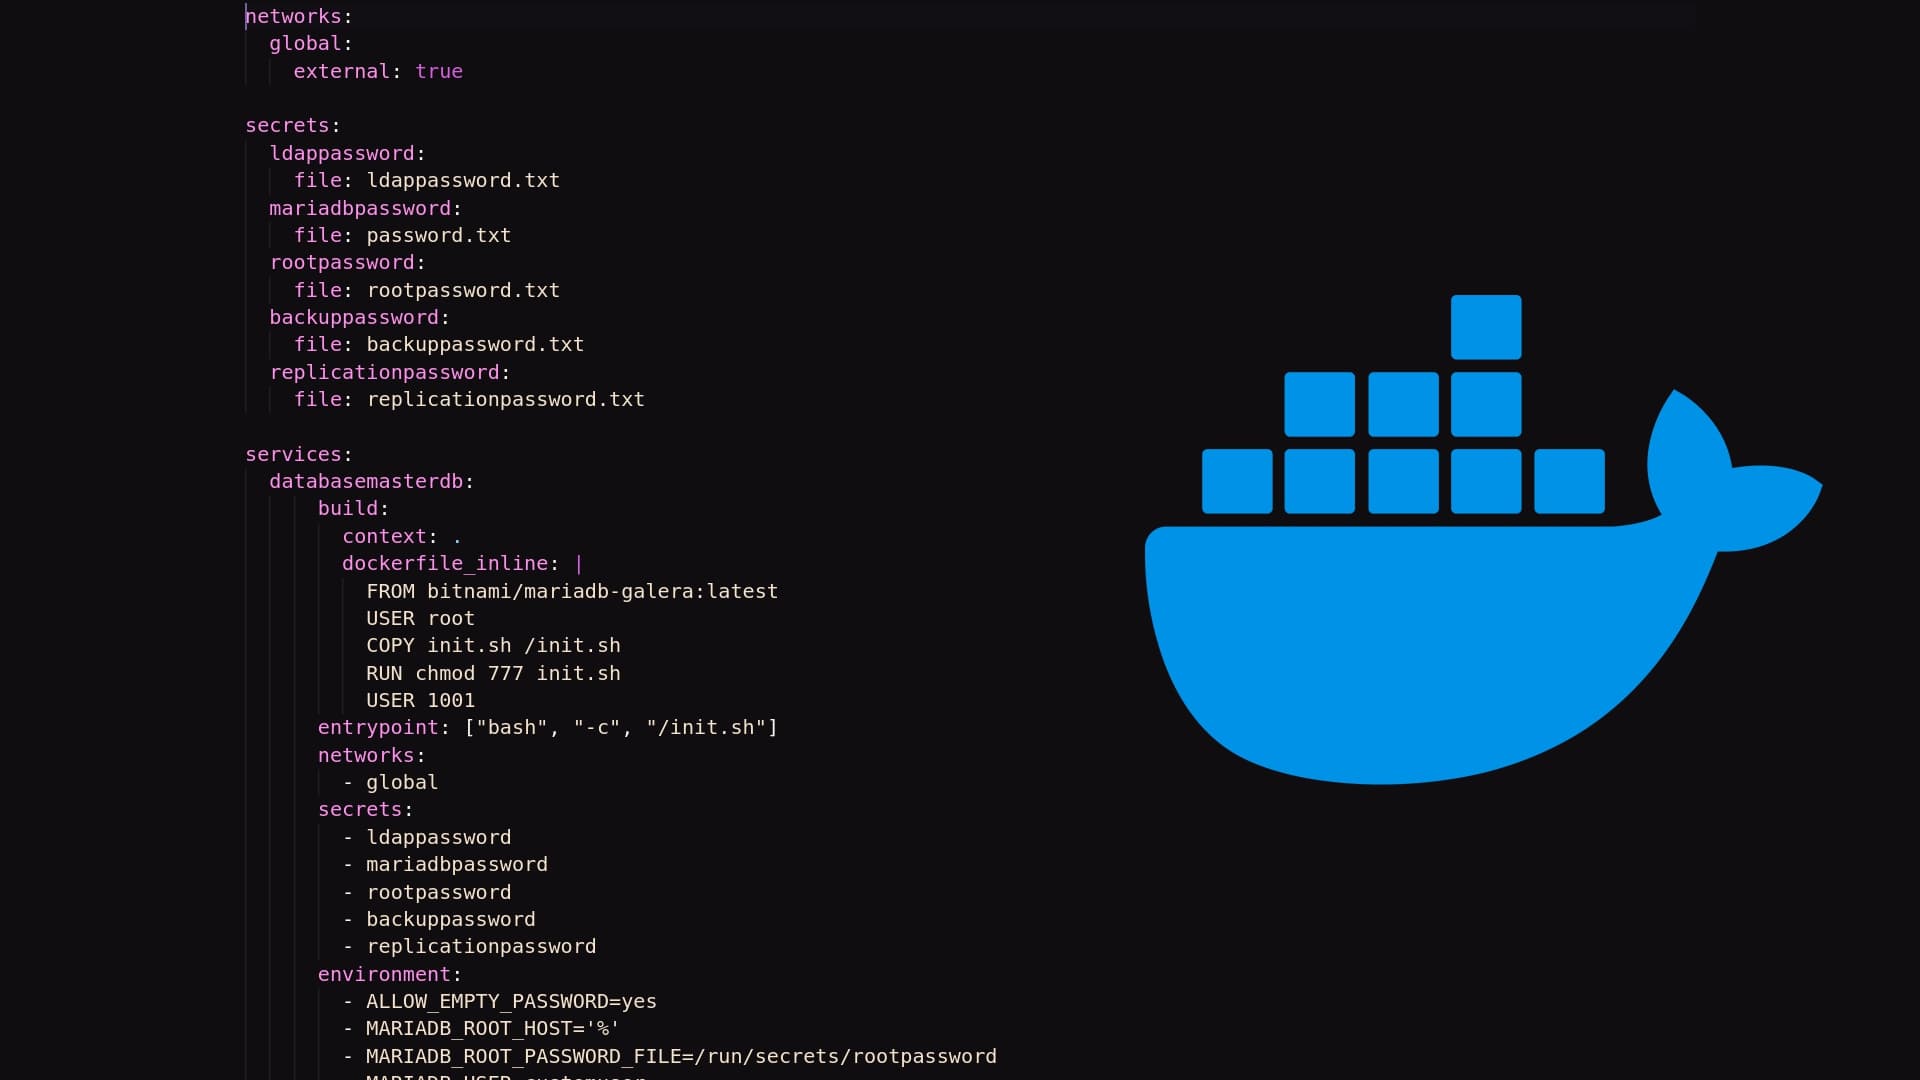 networks:
  global:
    external: true

secrets:
  ldappassword:
    file: ldappassword.txt
  mariadbpassword:
    file: password.txt
  rootpassword:
    file: rootpassword.txt
  backuppassword:
    file: backuppassword.txt
  replicationpassword:
    file: replicationpassword.txt

services:
  databasemasterdb:
      build:
        context: .
        dockerfile_inline: |
          FROM bitnami/mariadb-galera:latest
          USER root
          COPY init.sh /init.sh
          RUN chmod 777 init.sh
          USER 1001
      entrypoint: ["bash", "-c", "/init.sh"]
      networks:
        - global
      secrets:
        - ldappassword
        - mariadbpassword
        - rootpassword
        - backuppassword
        - replicationpassword
      environment:
        - ALLOW_EMPTY_PASSWORD=yes
        - MARIADB_ROOT_HOST='%'
        - MARIADB_ROOT_PASSWORD_FILE=/run/secrets/rootpassword